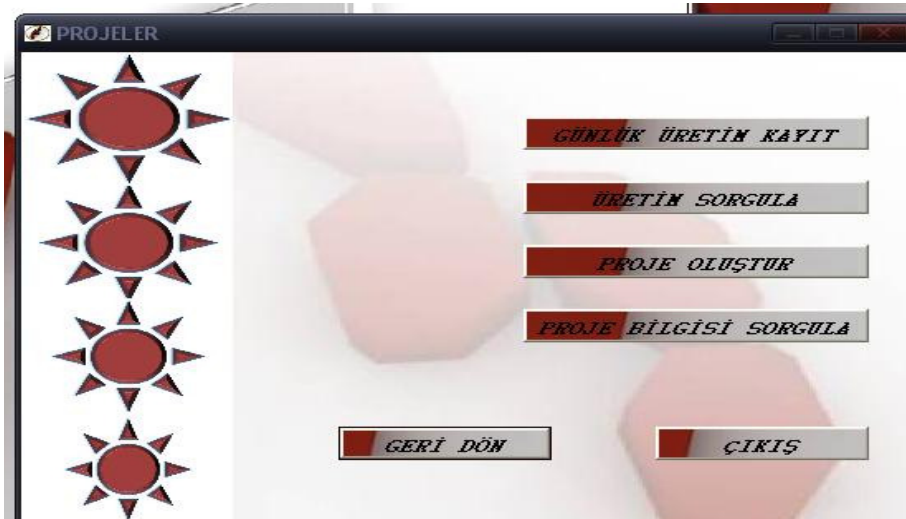 PROJELER
GÜNLÜK ÜRETİN KAYIT
ÜRETİN SORGULA
PROJE OLUŞTUR
PROJE BİLGİSİ SORGULA
GERİ DÖN
ÇIKIŞ